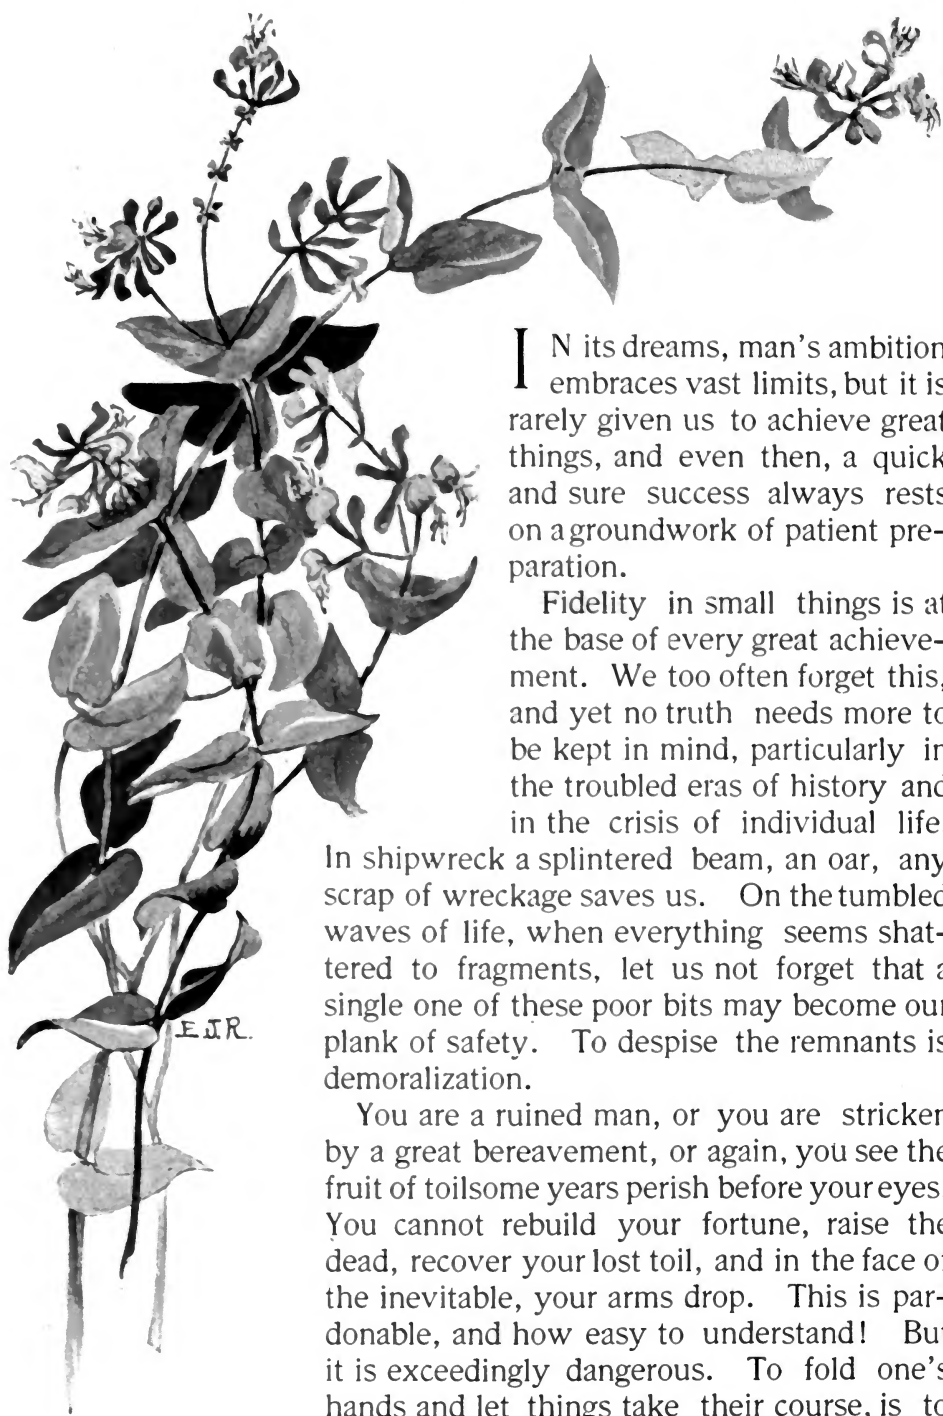 IN its dreams, man's ambition
embraces vast limits, but it is
rarely given us to achieve great
things, and even then, a quick
and sure success always rests
on a groundwork of patient pre-
paration.
Fidelity in small things is at
the base of every great achieve-
ment. We too often forget this,
and yet no truth needs more to
be kept in mind, particularly in
the troubled eras of history and
in the crisis of individual life
In shipwreck a splintered beam, an oar, any
scrap of wreckage saves us. On the tumbled
waves of life, when everything seems shat-
tered to fragments, let us not forget that a
single one of these poor bits may become our
plank of safety. To despise the remnants is
demoralization.
E.J.R.
You are a ruined man, or you are stricken
by a great bereavement, or again, you see the
fruit of toilsome years perish before your eyes
You cannot rebuild your fortune, raise the
dead, recover your lost toil, and in the face of
the inevitable, your arms drop. This is par-
donable, and how easy to understand! But
it is exceedingly dangerous. To fold one's
hands and let things take their course, is to